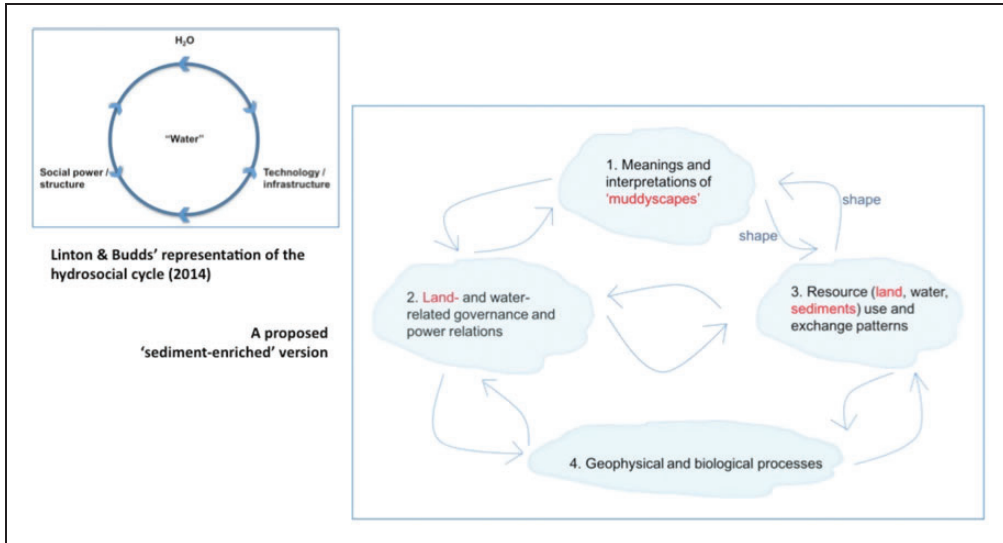 H₂O
“Water”
Social power /
structure
Technology /
infrastructure
Linton & Budds’ representation of the
hydrosocial cycle (2014)
A proposed
‘sediment-enriched’ version
1. Meanings and
interpretations of
‘muddyscapes’
shape
shape
2. Land- and water-
related governance and
power relations
3. Resource (land, water,
sediments) use and
exchange patterns
4. Geophysical and biological processes